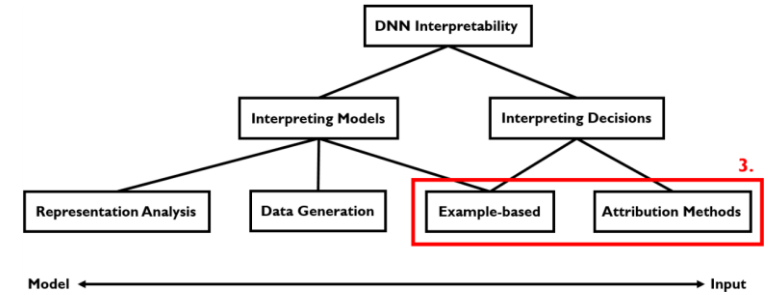 DNN Interpretability
Interpreting Models
Interpreting Decisions
3.
Representation Analysis
Data Generation
Example-based
Attribution Methods
Model
Input